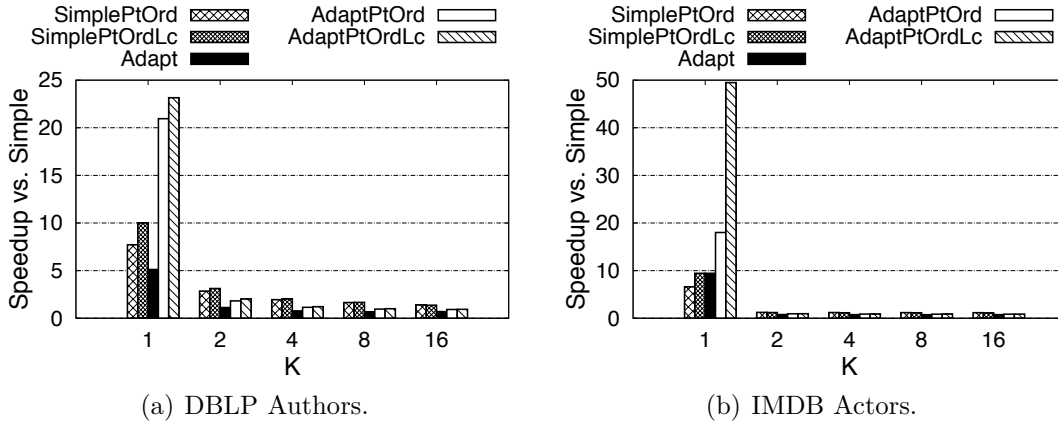 SimplePtOrd
SimplePtOrdLc
Adapt
AdaptPtOrd
AdaptPtOrdLc
25
20
15
10
5
0
Speedup vs. Simple
1 2 4 8 16
K
(a) DBLP Authors.
SimplePtOrd
SimplePtOrdLc
Adapt
AdaptPtOrd
AdaptPtOrdLc
50
40
30
20
10
0
Speedup vs. Simple
1 2 4 8 16
K
(b) IMDB Actors.